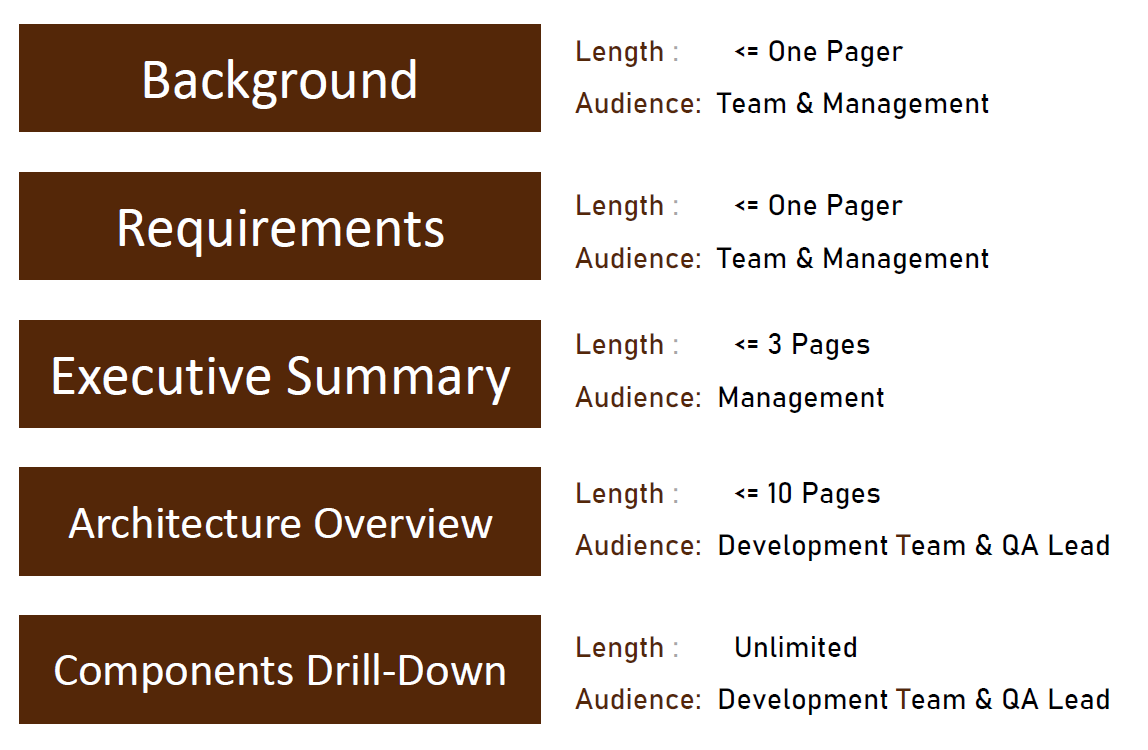 Background
Length : <= One Pager
Audience: Team & Management
Requirements
Length : <= One Pager
Audience: Team & Management
Executive Summary
Length : <= 3 Pages
Audience: Management
Architecture Overview
Length : <= 10 Pages
Audience: Development Team & QA Lead
Components Drill-Down
Length : Unlimited
Audience: Development Team & QA Lead